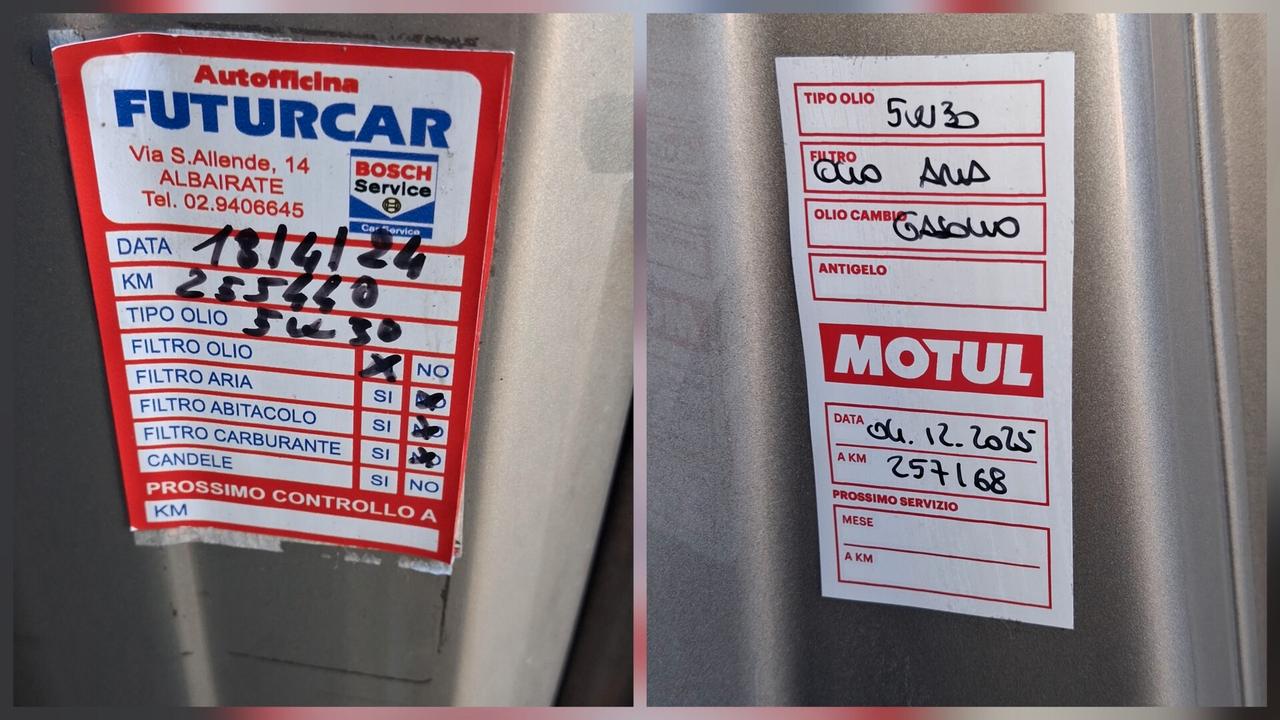 Autofficina
FUTURCAR
Via S.Allende, 14
ALBAIRATE
Tel. 02.9406645
BOSCH
Service
Car Service
DATA 18/4/24
KM 255440
TIPO OLIO 5W30
FILTRO OLIO X NO
FILTRO ARIA SI
FILTRO ABITACOLO SI
FILTRO CARBURANTE SI
CANDELE SI NO
PROSSIMO CONTROLLO A
KM
TIPO OLIO 5W30
FILTRO OLIO ARIA
OLIO CAMBIO GASOLIO
ANTIGELO
MOTUL
DATA 04.12.2025
A KM 257168
PROSSIMO SERVIZIO
MESE
A KM